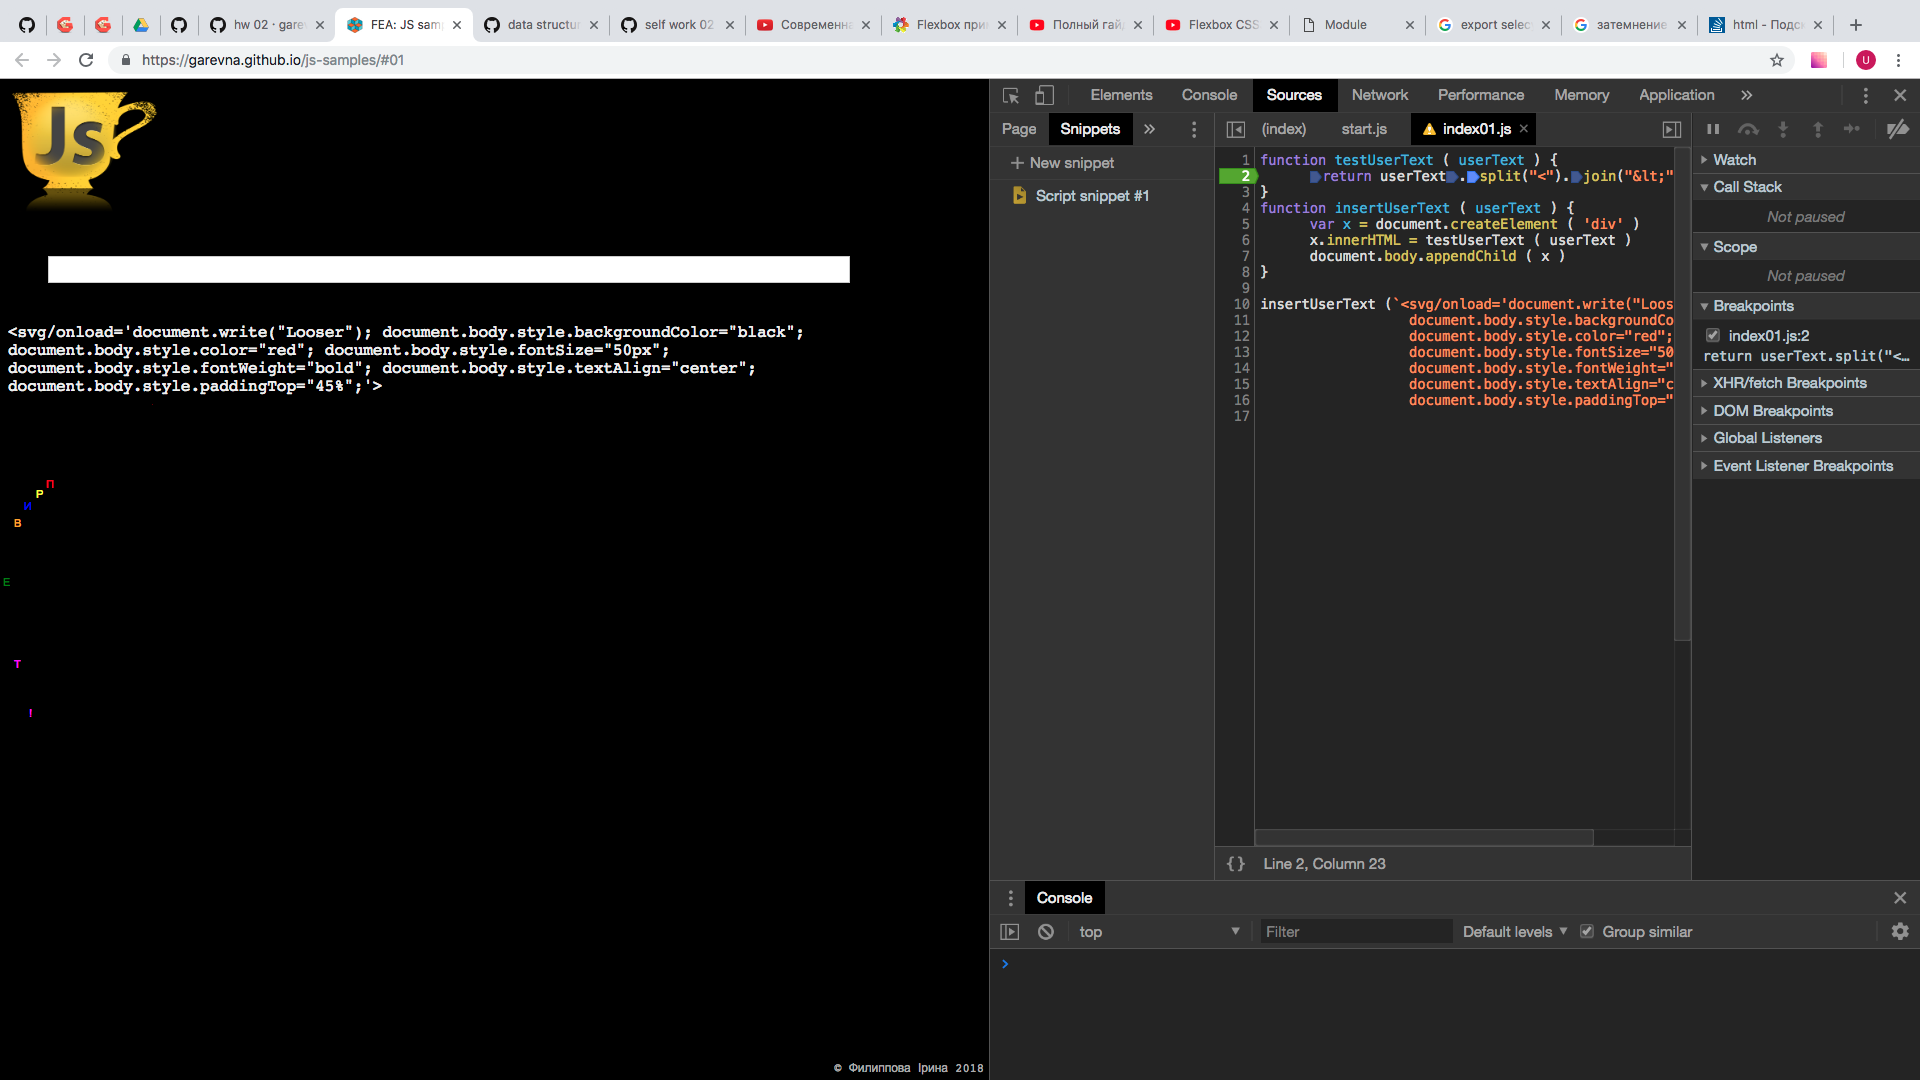 hw 02 · gare
FEA: JS sam
data structu
self work 02
Современна
Flexbox при
Полный гай
Flexbox CSS
Module
export selec
затемнение
html - Подс
https://garevna.github.io/js-samples/#01
U
Js
<svg/onload='document.write("Looser"); document.body.style.backgroundColor="black";
document.body.style.color="red"; document.body.style.fontSize="50px";
document.body.style.fontWeight="bold"; document.body.style.textAlign="center";
document.body.style.paddingTop="45%";'>
П
Р
И
В
Е
Т
!
© Филиппова Ірина 2018
Elements Console Sources Network Performance Memory Application »
Page Snippets »
+ New snippet
Script snippet #1
(index) start.js index01.js
1 function testUserText ( userText ) {
2 return userText.split("<").join("&lt;"
3 }
4 function insertUserText ( userText ) {
5 var x = document.createElement ( 'div' )
6 x.innerHTML = testUserText ( userText )
7 document.body.appendChild ( x )
8 }
9
10 insertUserText (`<svg/onload='document.write("Loos
11 document.body.style.backgroundCo
12 document.body.style.color="red";
13 document.body.style.fontSize="50
14 document.body.style.fontWeight="
15 document.body.style.textAlign="c
16 document.body.style.paddingTop="
17
{} Line 2, Column 23
Watch
Call Stack
Not paused
Scope
Not paused
Breakpoints
index01.js:2
return userText.split("<…
XHR/fetch Breakpoints
DOM Breakpoints
Global Listeners
Event Listener Breakpoints
Console
top Filter Default levels Group similar